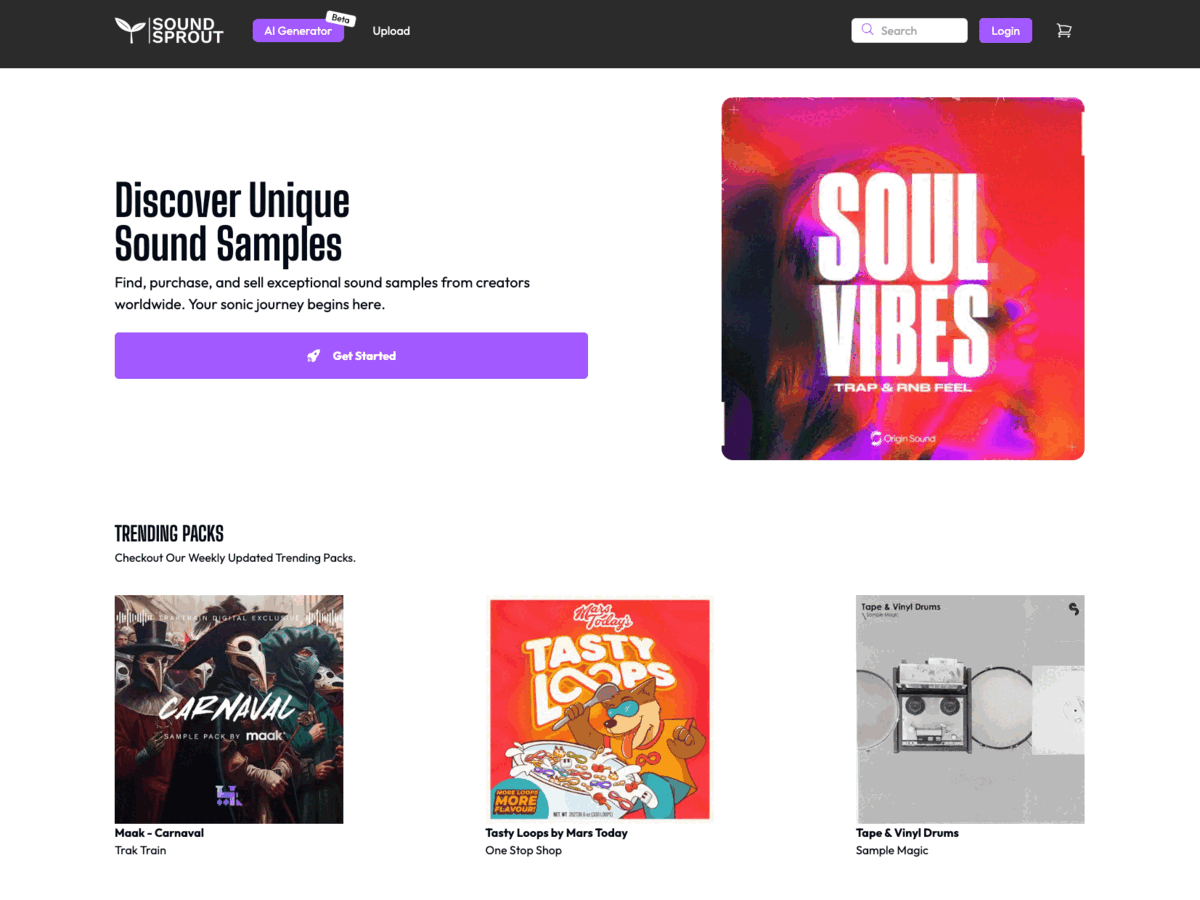 SOUND
SPROUT
AI Generator
Beta
Upload
Search
Login
Discover Unique
Sound Samples
Find, purchase, and sell exceptional sound samples from creators
worldwide. Your sonic journey begins here.
Get Started
SOUL
VIBES
TRAP & RNB FEEL
Origin Sound
TRENDING PACKS
Checkout Our Weekly Updated Trending Packs.
TRAKTRAIN DIGITAL EXCLUSIVE
CARNAVAL
SAMPLE PACK BY maak
Maak - Carnaval
Trak Train
Mars
Today's
TASTY
LOOPS
MORE LOOPS
MORE
FLAVOUR!
Tasty Loops by Mars Today
One Stop Shop
Tape & Vinyl Drums
Sample Magic
Tape & Vinyl Drums
Sample Magic